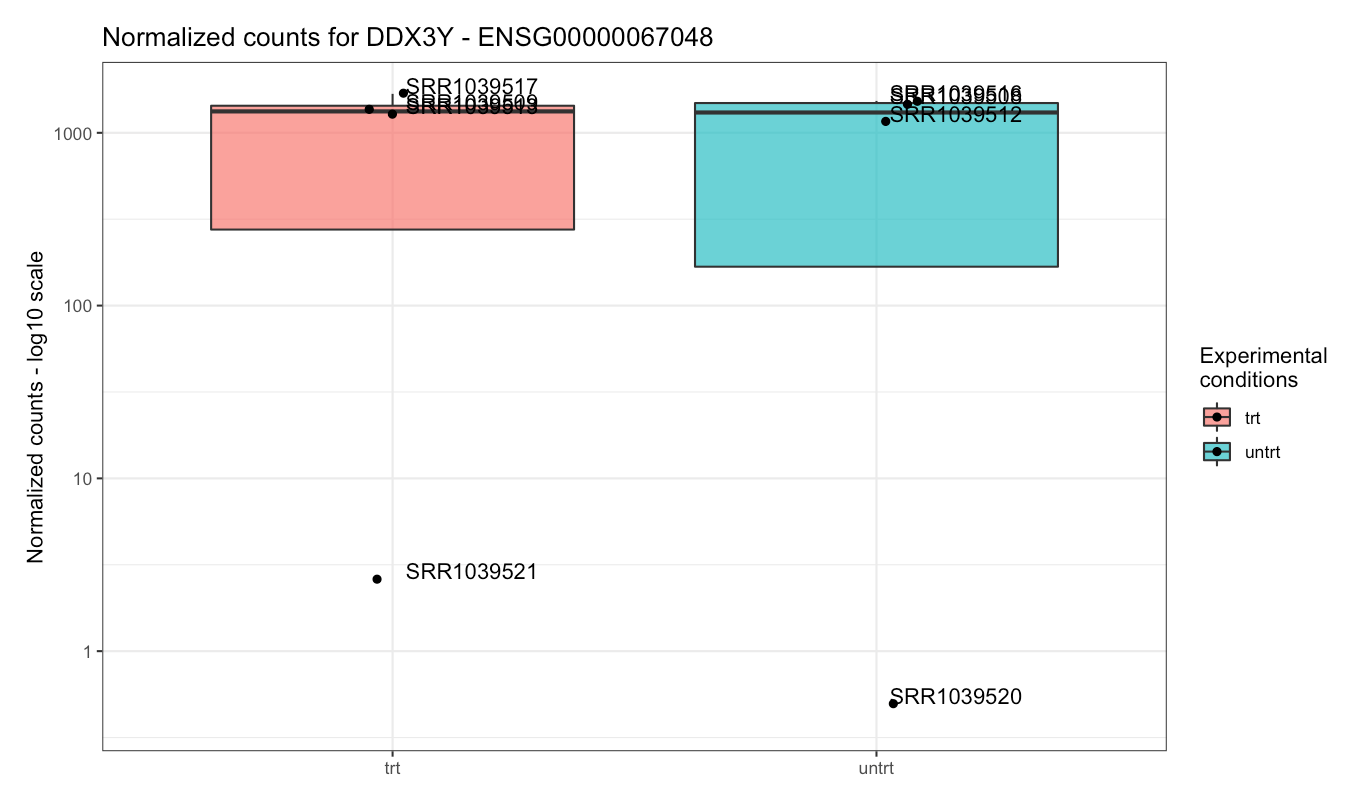 Normalized counts for DDX3Y - ENSG00000067048
Normalized counts - log10 scale
1000
100
10
1
SRR1039517
SRR1039521
SRR1039516
SRR1039512
SRR1039520
trt
untrt
Experimental
conditions
trt
untrt